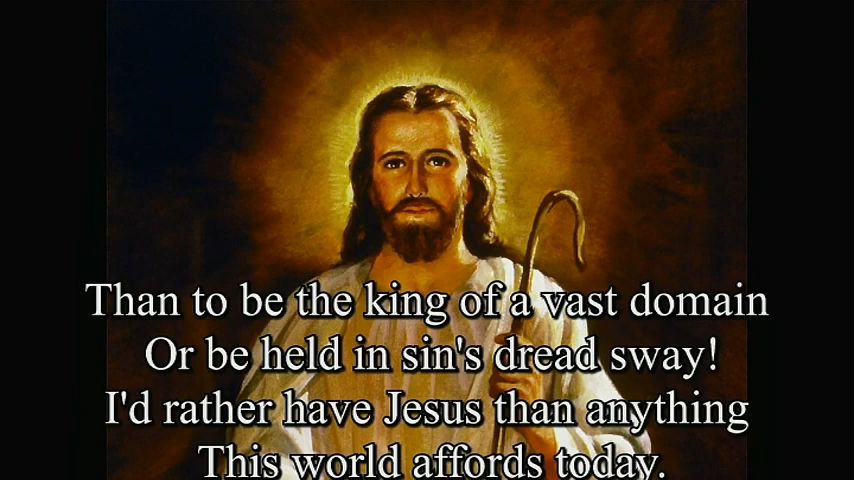 Than to be the king of a vast domain
Or be held in sin's dread sway!
I'd rather have Jesus than anything
This world affords today.